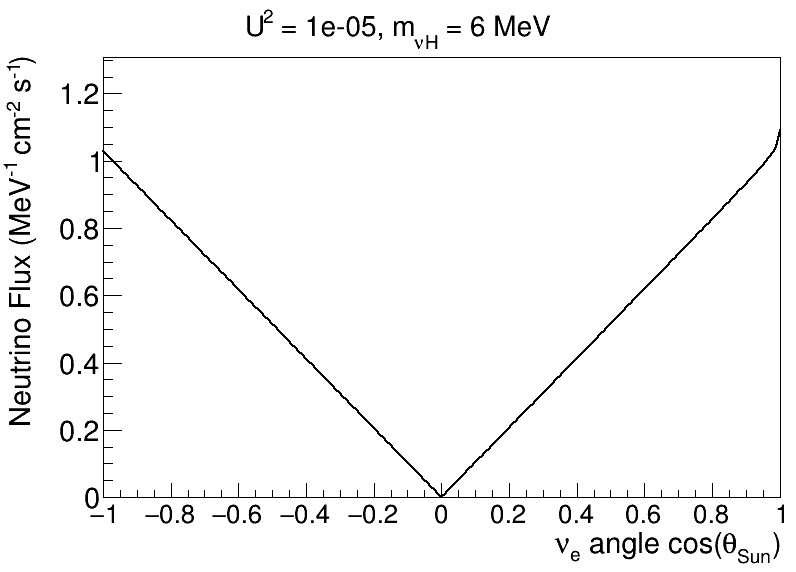 U² = 1e-05, m_νH = 6 MeV
Neutrino Flux (MeV⁻¹ cm⁻² s⁻¹)
1.2
1
0.8
0.6
0.4
0.2
0
−1 −0.8 −0.6 −0.4 −0.2 0 0.2 0.4 0.6 0.8 1
ν_e angle cos(θ_Sun)